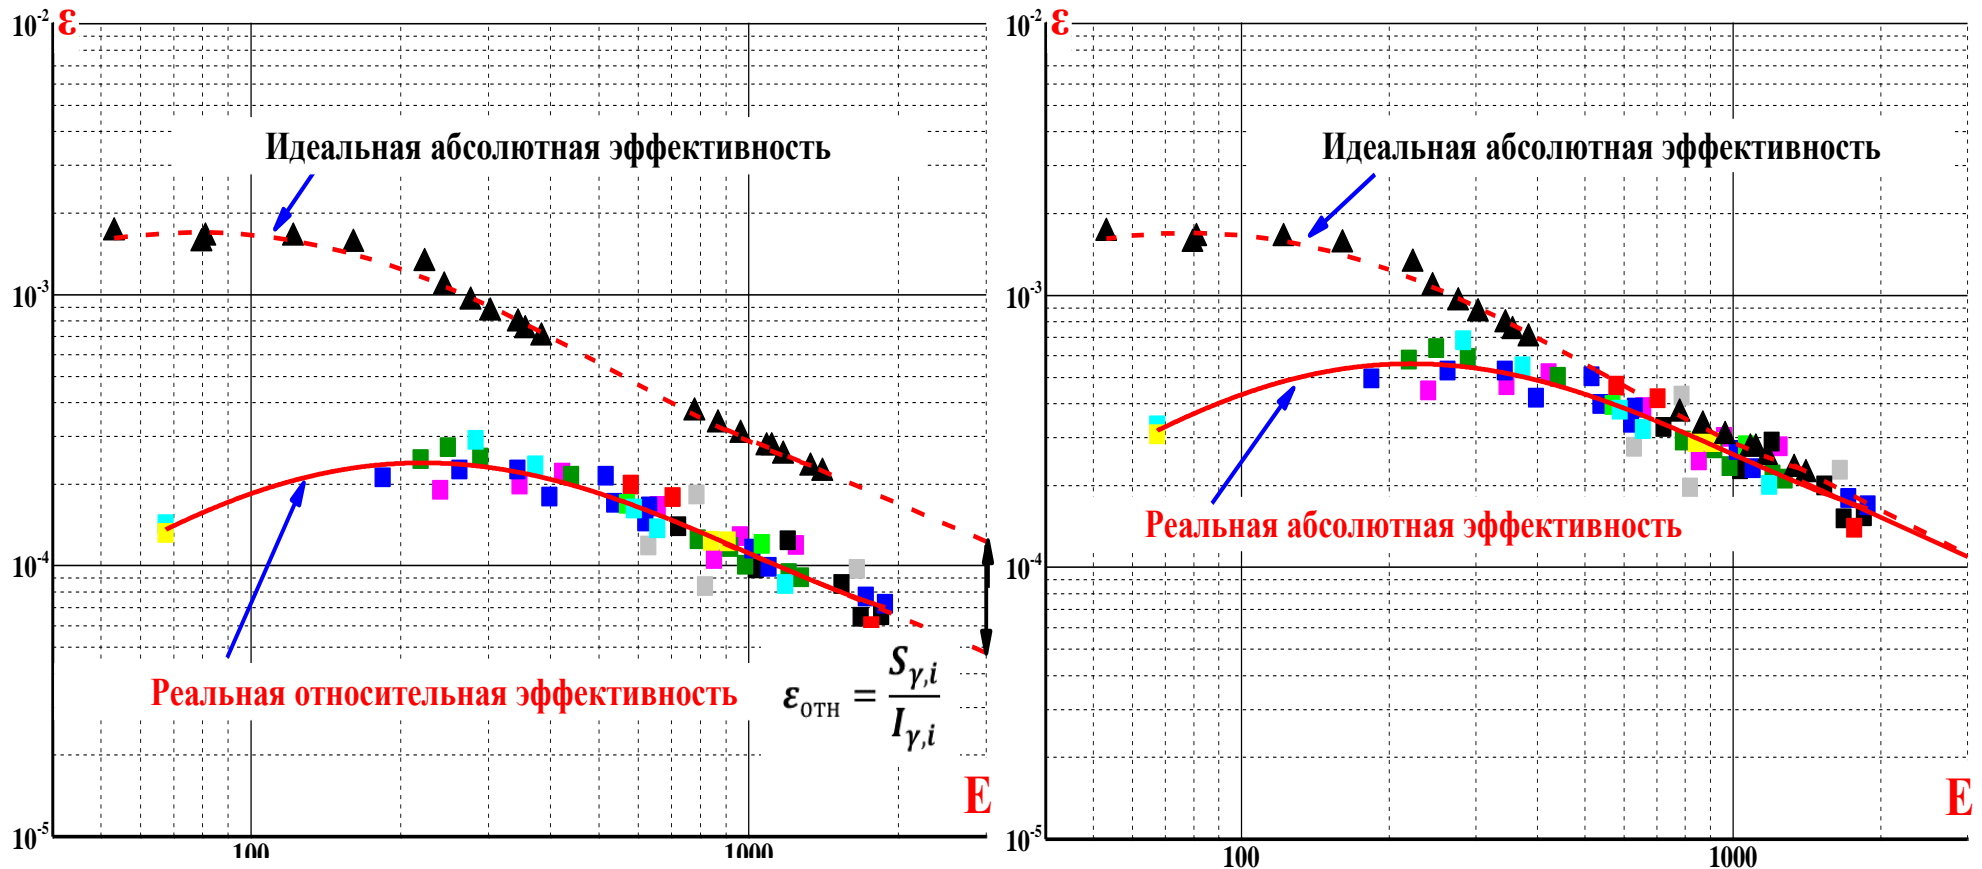 10⁻² ε
Идеальная абсолютная эффективность
10⁻³
10⁻⁴
Реальная относительная эффективность
ε_отн = S_γ,i / I_γ,i
E
10⁻⁵
100 1000
10⁻² ε
Идеальная абсолютная эффективность
10⁻³
Реальная абсолютная эффективность
10⁻⁴
E
10⁻⁵
100 1000